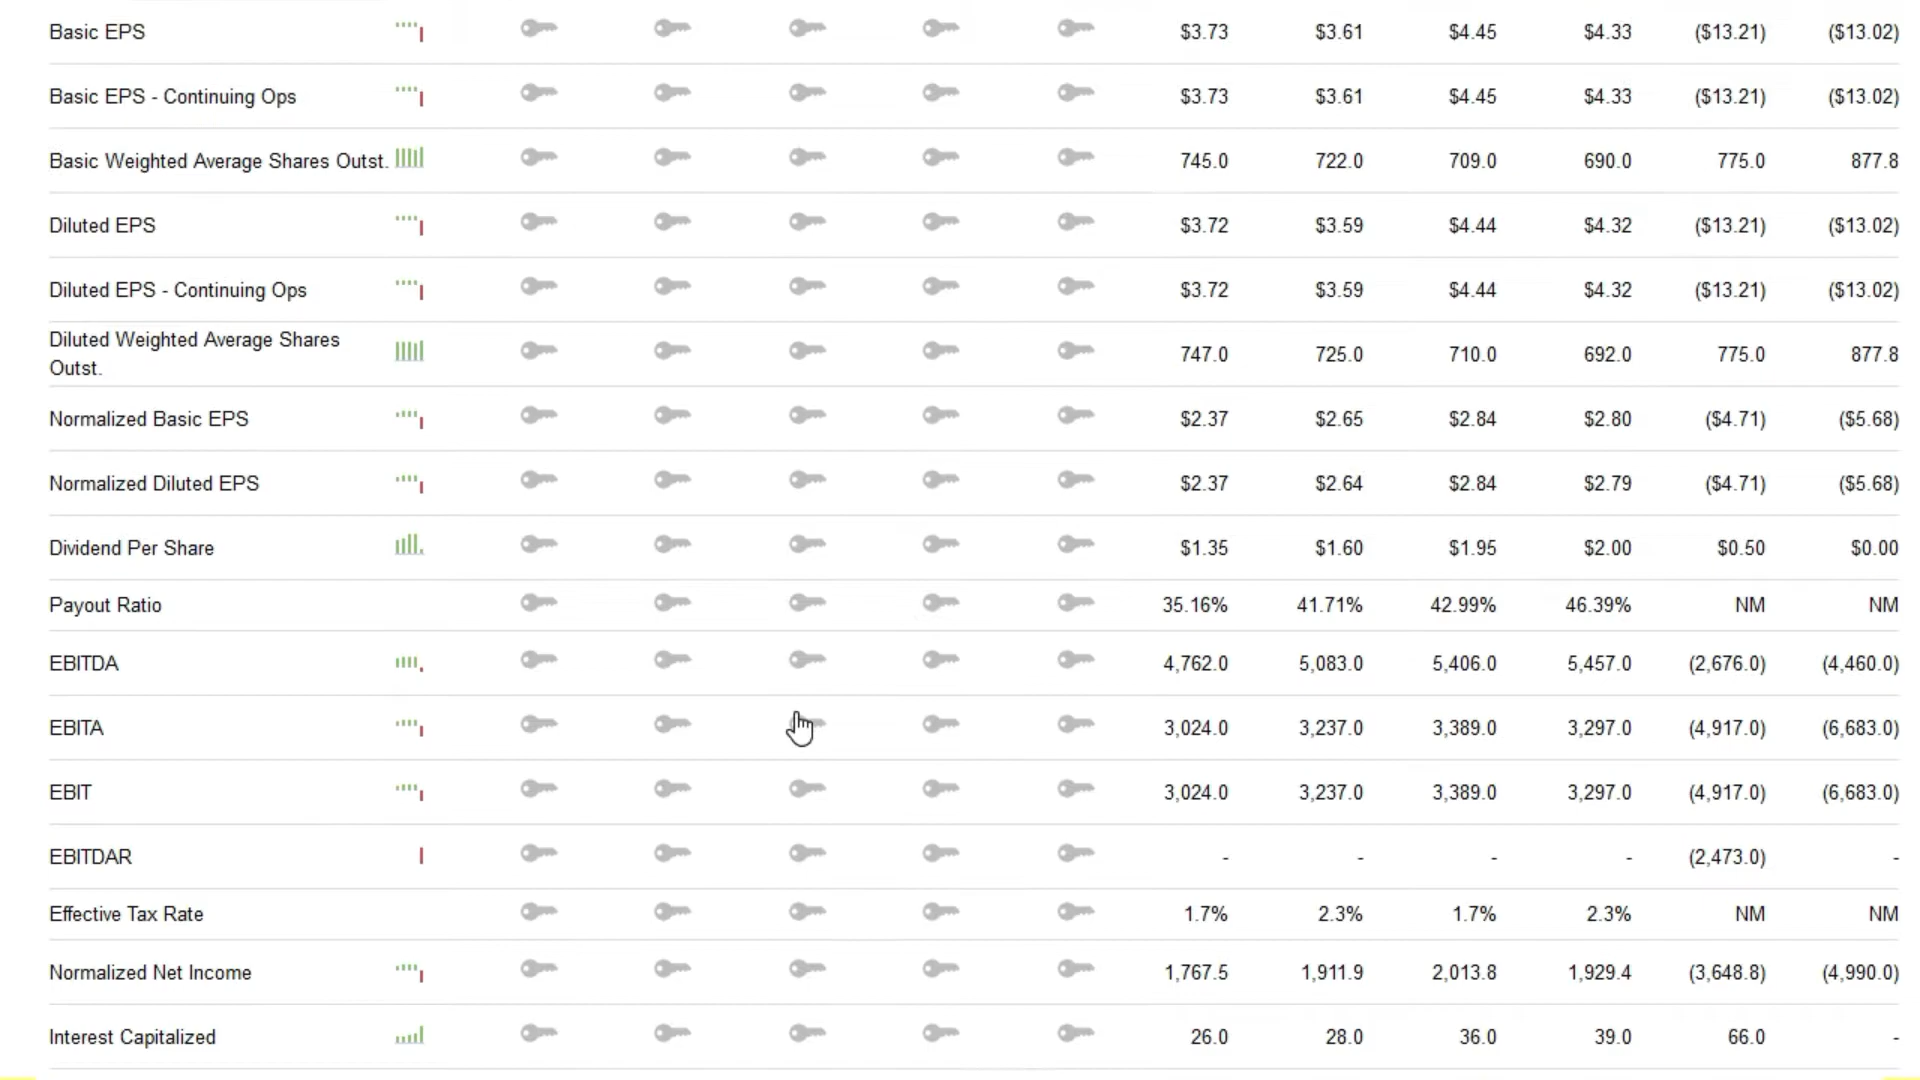 Basic EPS $3.73 $3.61 $4.45 $4.33 ($13.21) ($13.02)
Basic EPS - Continuing Ops $3.73 $3.61 $4.45 $4.33 ($13.21) ($13.02)
Basic Weighted Average Shares Outst. 745.0 722.0 709.0 690.0 775.0 877.8
Diluted EPS $3.72 $3.59 $4.44 $4.32 ($13.21) ($13.02)
Diluted EPS - Continuing Ops $3.72 $3.59 $4.44 $4.32 ($13.21) ($13.02)
Diluted Weighted Average Shares
Outst. 747.0 725.0 710.0 692.0 775.0 877.8
Normalized Basic EPS $2.37 $2.65 $2.84 $2.80 ($4.71) ($5.68)
Normalized Diluted EPS $2.37 $2.64 $2.84 $2.79 ($4.71) ($5.68)
Dividend Per Share $1.35 $1.60 $1.95 $2.00 $0.50 $0.00
Payout Ratio 35.16% 41.71% 42.99% 46.39% NM NM
EBITDA 4,762.0 5,083.0 5,406.0 5,457.0 (2,676.0) (4,460.0)
EBITA 3,024.0 3,237.0 3,389.0 3,297.0 (4,917.0) (6,683.0)
EBIT 3,024.0 3,237.0 3,389.0 3,297.0 (4,917.0) (6,683.0)
EBITDAR - - - - (2,473.0) -
Effective Tax Rate 1.7% 2.3% 1.7% 2.3% NM NM
Normalized Net Income 1,767.5 1,911.9 2,013.8 1,929.4 (3,648.8) (4,990.0)
Interest Capitalized 26.0 28.0 36.0 39.0 66.0 -